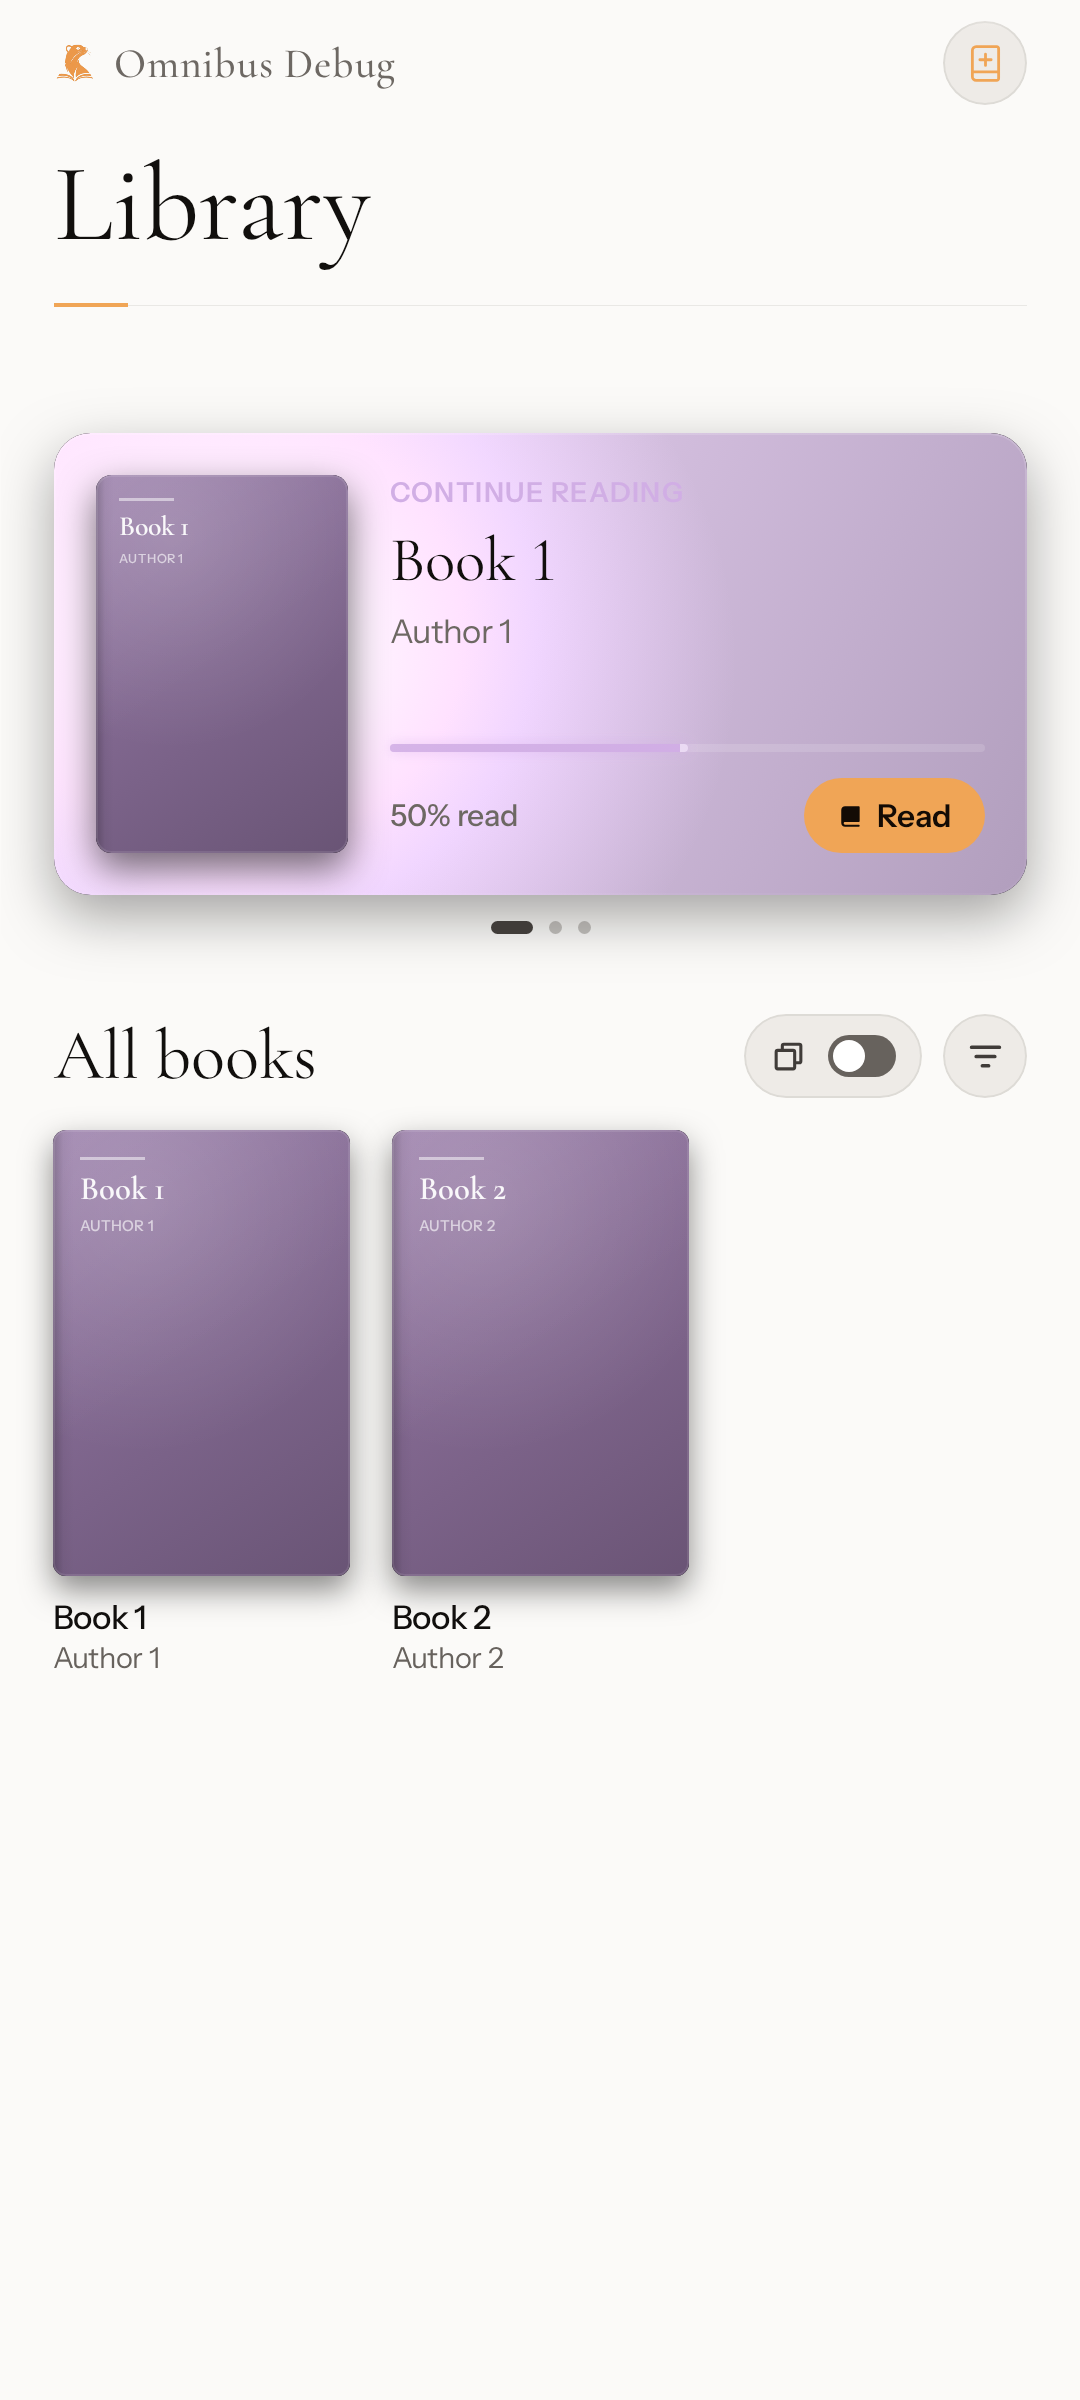 Omnibus Debug
Library
Book 1
AUTHOR 1
CONTINUE READING
Book 1
Author 1
50% read
Read
All books
Book 1
AUTHOR 1
Book 2
AUTHOR 2
Book 1
Author 1
Book 2
Author 2